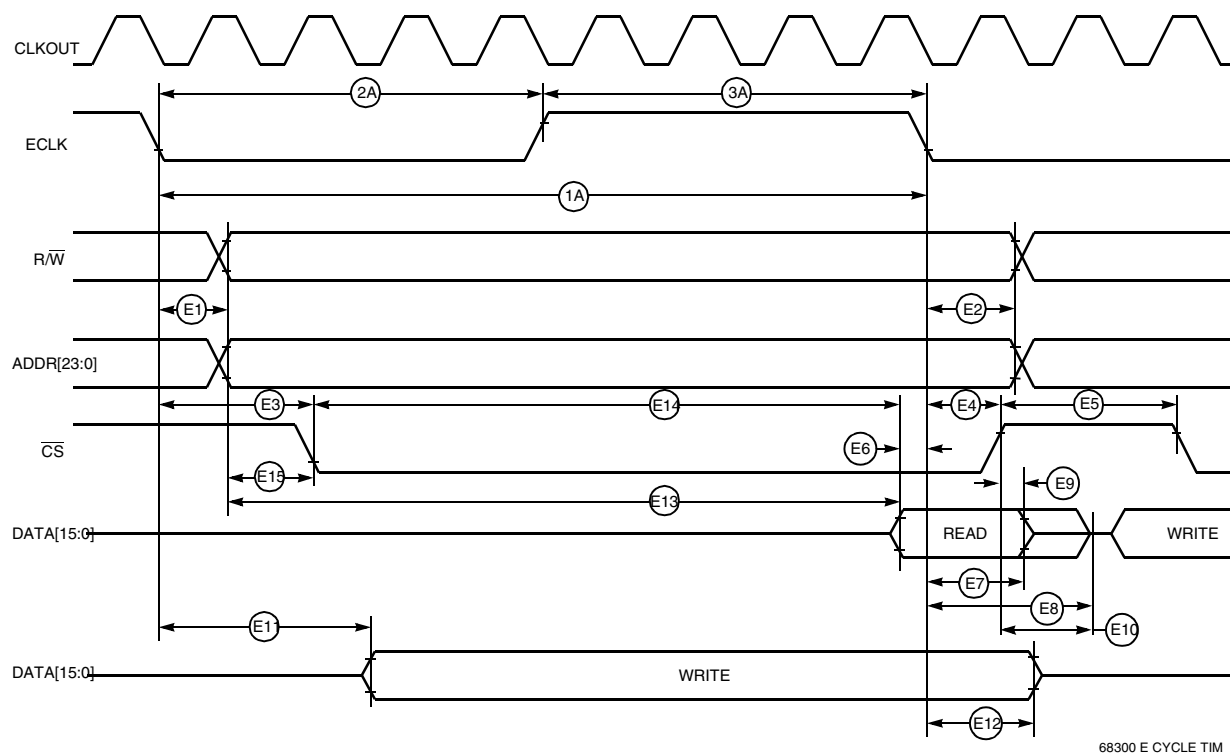 CLKOUT
2A
3A
ECLK
1A
R/W
E1
E2
ADDR[23:0]
E3
E14
E4
E5
CS
E6
E15
E9
E13
DATA[15:0]
READ
WRITE
E7
E8
E11
E10
DATA[15:0]
WRITE
E12
68300 E CYCLE TIM